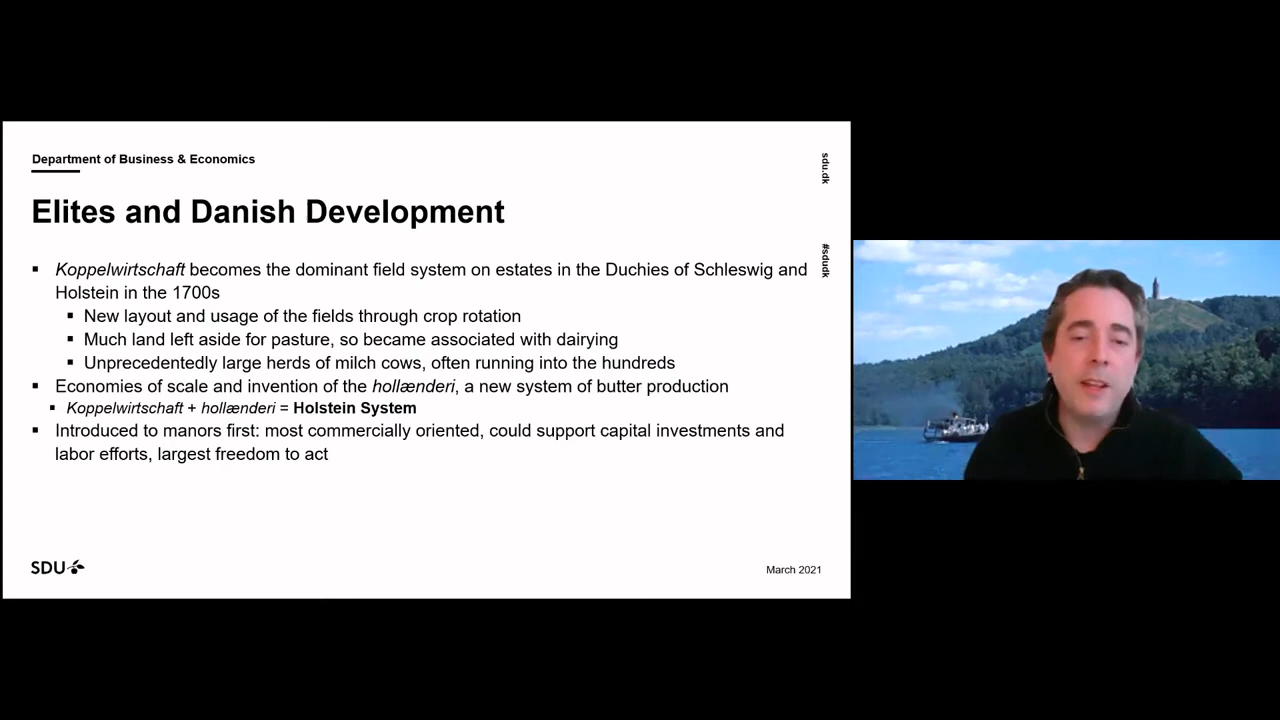 Department of Business & Economics
sdu.dk
Elites and Danish Development
#sdudk
▪ Koppelwirtschaft becomes the dominant field system on estates in the Duchies of Schleswig and
Holstein in the 1700s
▪ New layout and usage of the fields through crop rotation
▪ Much land left aside for pasture, so became associated with dairying
▪ Unprecedentedly large herds of milch cows, often running into the hundreds
▪ Economies of scale and invention of the hollænderi, a new system of butter production
▪ Koppelwirtschaft + hollænderi = Holstein System
▪ Introduced to manors first: most commercially oriented, could support capital investments and
labor efforts, largest freedom to act
SDU
March 2021